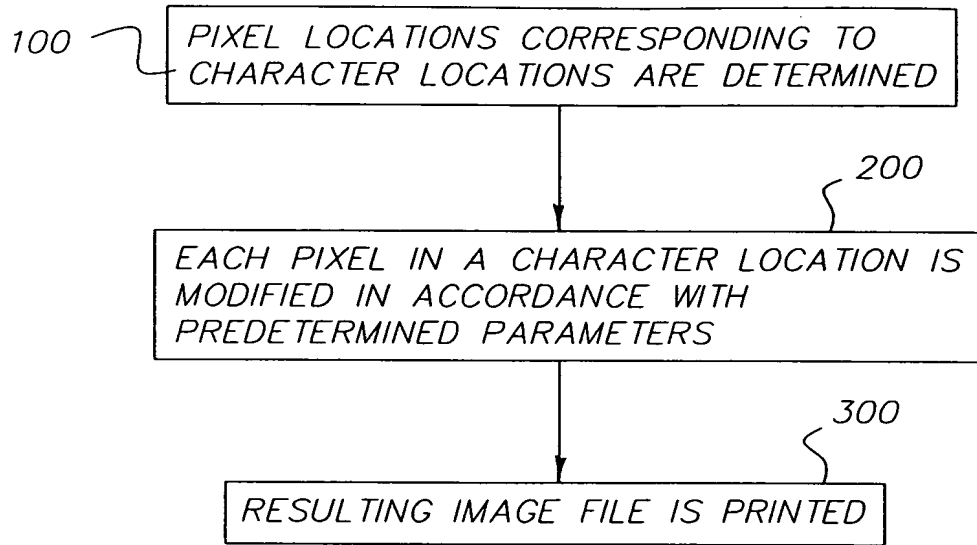 100
PIXEL LOCATIONS CORRESPONDING TO
CHARACTER LOCATIONS ARE DETERMINED
200
EACH PIXEL IN A CHARACTER LOCATION IS
MODIFIED IN ACCORDANCE WITH
PREDETERMINED PARAMETERS
300
RESULTING IMAGE FILE IS PRINTED